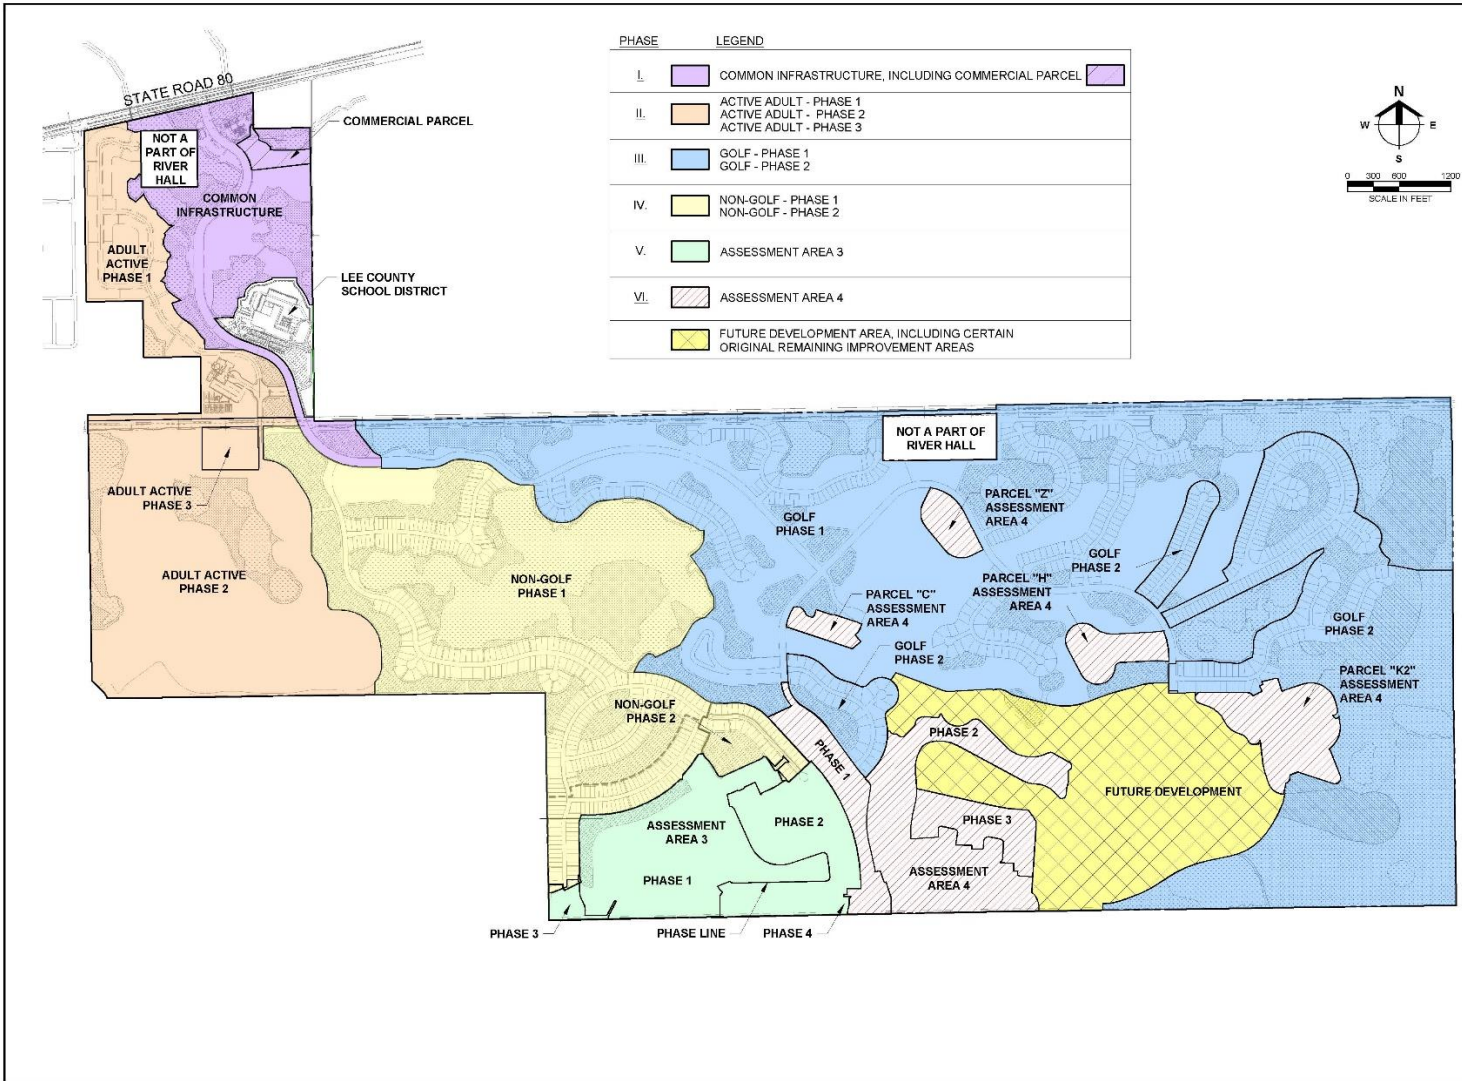 PHASE LEGEND
I. COMMON INFRASTRUCTURE, INCLUDING COMMERCIAL PARCEL
II. ACTIVE ADULT - PHASE 1
ACTIVE ADULT - PHASE 2
ACTIVE ADULT - PHASE 3
III. GOLF - PHASE 1
GOLF - PHASE 2
IV. NON-GOLF - PHASE 1
NON-GOLF - PHASE 2
V. ASSESSMENT AREA 3
VI. ASSESSMENT AREA 4
FUTURE DEVELOPMENT AREA, INCLUDING CERTAIN
ORIGINAL REMAINING IMPROVEMENT AREAS
N
W E
S
0 300 600 1200
SCALE IN FEET
STATE ROAD 80
COMMERCIAL PARCEL
NOT A
PART OF
RIVER
HALL
COMMON
INFRASTRUCTURE
ADULT
ACTIVE
PHASE 1
LEE COUNTY
SCHOOL DISTRICT
NOT A PART OF
RIVER HALL
ADULT ACTIVE
PHASE 3
PARCEL "Z"
ASSESSMENT
AREA 4
GOLF
PHASE 1
GOLF
PHASE 2
ADULT ACTIVE
PHASE 2
NON-GOLF
PHASE 1
PARCEL "H"
ASSESSMENT
AREA 4
PARCEL "C"
ASSESSMENT
AREA 4
GOLF
PHASE 2
GOLF
PHASE 2
PARCEL "K2"
ASSESSMENT
AREA 4
NON-GOLF
PHASE 2
PHASE 1
PHASE 2
FUTURE DEVELOPMENT
ASSESSMENT
AREA 3
PHASE 2
PHASE 3
PHASE 1
ASSESSMENT
AREA 4
PHASE 3
PHASE LINE
PHASE 4